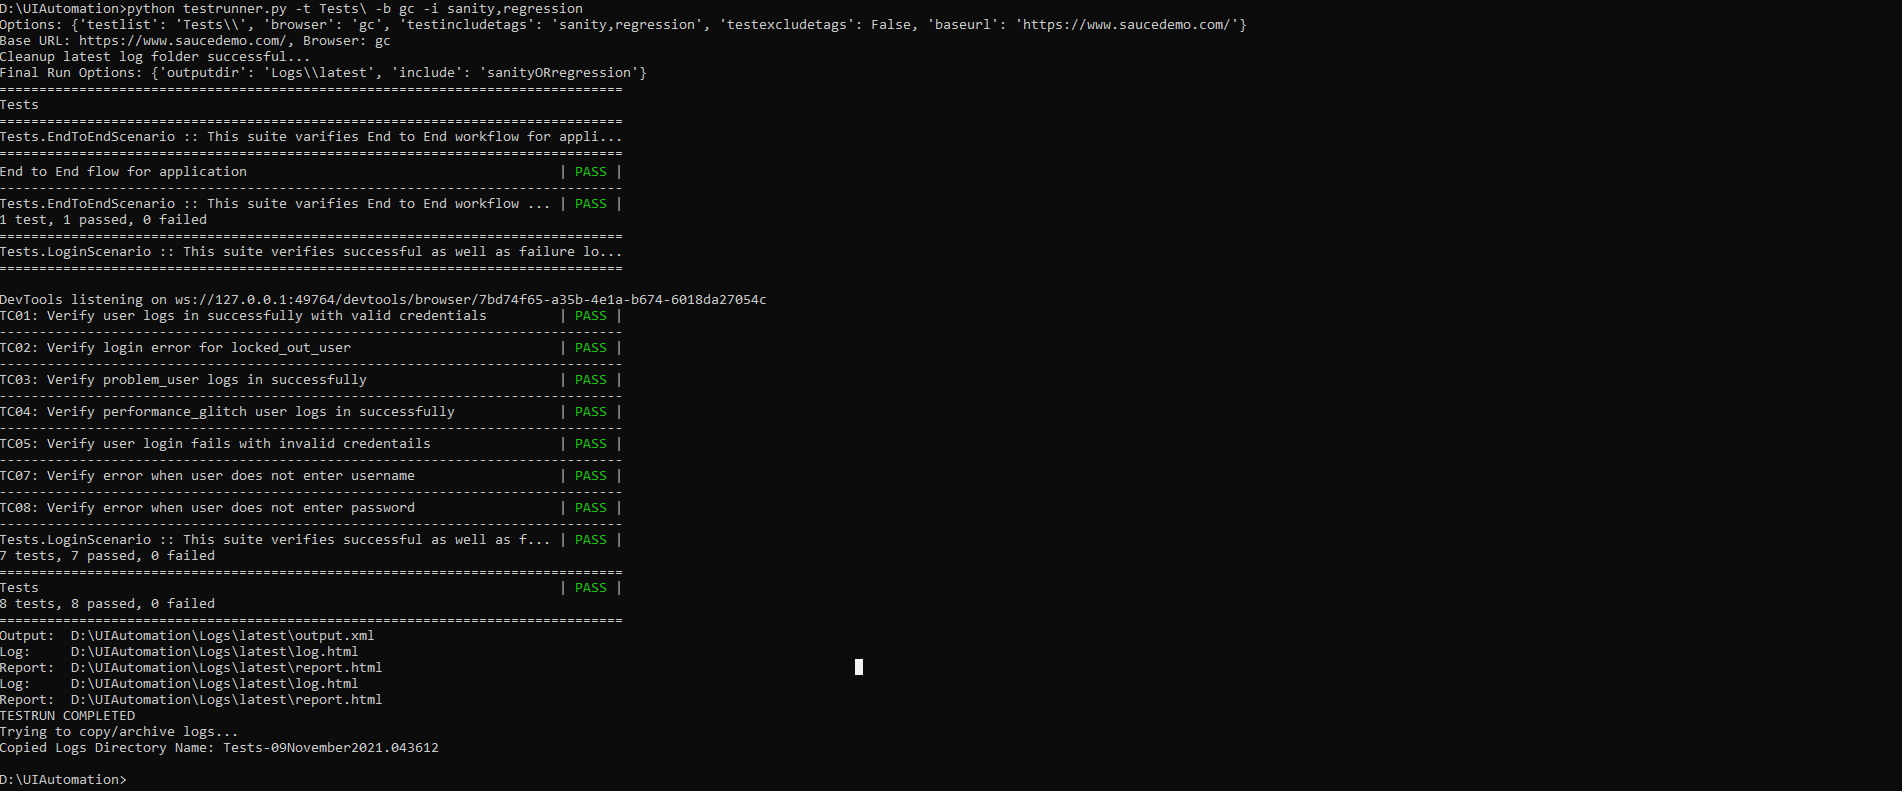 D:\UIAutomation>python testrunner.py -t Tests\ -b gc -i sanity,regression
Options: {'testlist': 'Tests\\', 'browser': 'gc', 'testincludetags': 'sanity,regression', 'testexcludetags': False, 'baseurl': 'https://www.saucedemo.com/'}
Base URL: https://www.saucedemo.com/, Browser: gc
Cleanup latest log folder successful...
Final Run Options: {'outputdir': 'Logs\\latest', 'include': 'sanityORregression'}
==============================================================================
Tests
==============================================================================
Tests.EndToEndScenario :: This suite varifies End to End workflow for appli...
==============================================================================
End to End flow for application                                       | PASS |
------------------------------------------------------------------------------
Tests.EndToEndScenario :: This suite varifies End to End workflow ... | PASS |
1 test, 1 passed, 0 failed
==============================================================================
Tests.LoginScenario :: This suite verifies successful as well as failure lo...
==============================================================================
DevTools listening on ws://127.0.0.1:49764/devtools/browser/7bd74f65-a35b-4e1a-b674-6018da27054c
TC01: Verify user logs in successfully with valid credentials         | PASS |
------------------------------------------------------------------------------
TC02: Verify login error for locked_out_user                          | PASS |
------------------------------------------------------------------------------
TC03: Verify problem_user logs in successfully                        | PASS |
------------------------------------------------------------------------------
TC04: Verify performance_glitch user logs in successfully             | PASS |
------------------------------------------------------------------------------
TC05: Verify user login fails with invalid credentails                | PASS |
------------------------------------------------------------------------------
TC07: Verify error when user does not enter username                  | PASS |
------------------------------------------------------------------------------
TC08: Verify error when user does not enter password                  | PASS |
------------------------------------------------------------------------------
Tests.LoginScenario :: This suite verifies successful as well as f... | PASS |
7 tests, 7 passed, 0 failed
==============================================================================
Tests                                                                 | PASS |
8 tests, 8 passed, 0 failed
==============================================================================
Output:  D:\UIAutomation\Logs\latest\output.xml
Log:     D:\UIAutomation\Logs\latest\log.html
Report:  D:\UIAutomation\Logs\latest\report.html
Log:     D:\UIAutomation\Logs\latest\log.html
Report:  D:\UIAutomation\Logs\latest\report.html
TESTRUN COMPLETED
Trying to copy/archive logs...
Copied Logs Directory Name: Tests-09November2021.043612
D:\UIAutomation>